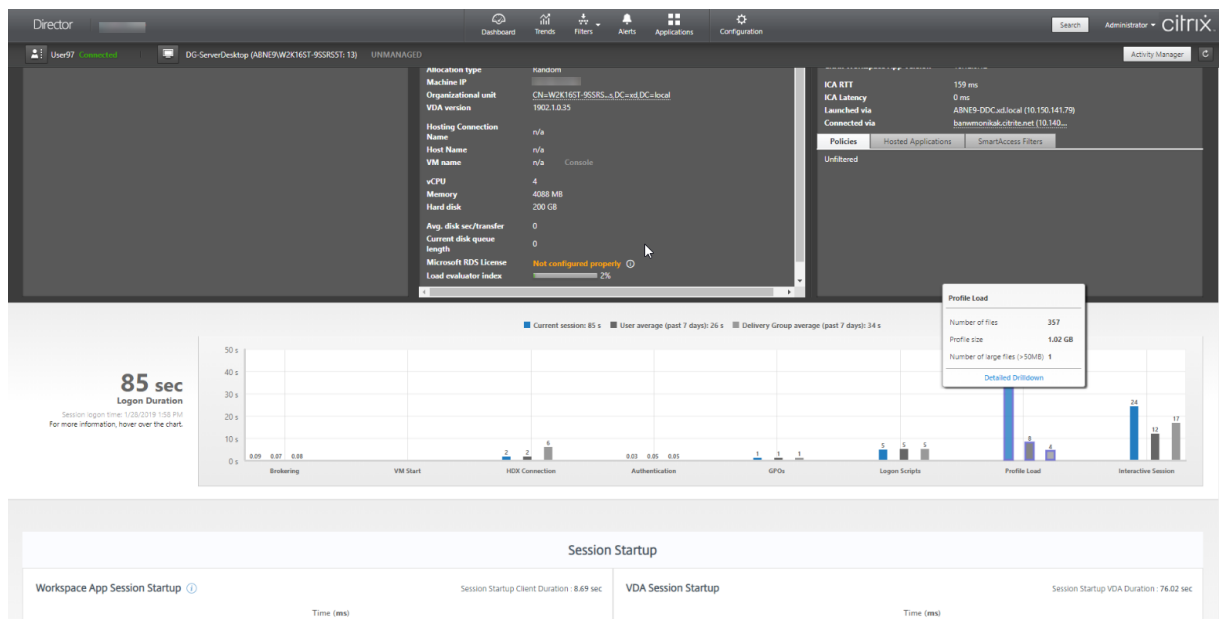 Director
Dashboard
Trends
Filters
Alerts
Applications
Configuration
Search
Administrator
CİTRİX
User97 Connected
DG-ServerDesktop (ABNE9\W2K16ST-9SSRS5T: 13) UNMANAGED
Activity Manager
Allocation type Random
Machine IP
Organizational unit CN=W2K16ST-9SSRS...s,DC=xd,DC=local
VDA version 1902.1.0.35
Hosting Connection
Name n/a
Host Name n/a
VM name n/a Console
vCPU 4
Memory 4088 MB
Hard disk 200 GB
Avg. disk sec/transfer 0
Current disk queue
length 0
Microsoft RDS License Not configured properly
Load evaluator index 2%
ICA RTT 159 ms
ICA Latency 0 ms
Launched via ABNE9-DDC.xd.local (10.150.141.79)
Connected via banwmonikak.citrite.net (10.140....
Policies Hosted Applications SmartAccess Filters
Unfiltered
Profile Load
Number of files 357
Profile size 1.02 GB
Number of large files (>50MB) 1
Detailed Drilldown
Current session: 85 s User average (past 7 days): 26 s Delivery Group average (past 7 days): 34 s
85 sec
Logon Duration
Session logon time: 1/28/2019 1:58 PM
For more information, hover over the chart.
50 s
40 s
30 s
20 s
10 s
0 s
0.09 0.07 0.08
2 2 6
0.03 0.05 0.05
1 1 1
5 5 5
8 4
24 12 17
Brokering VM Start HDX Connection Authentication GPOs Logon Scripts Profile Load Interactive Session
Session Startup
Workspace App Session Startup
Session Startup Client Duration : 8.69 sec
Time (ms)
VDA Session Startup
Session Startup VDA Duration : 76.02 sec
Time (ms)